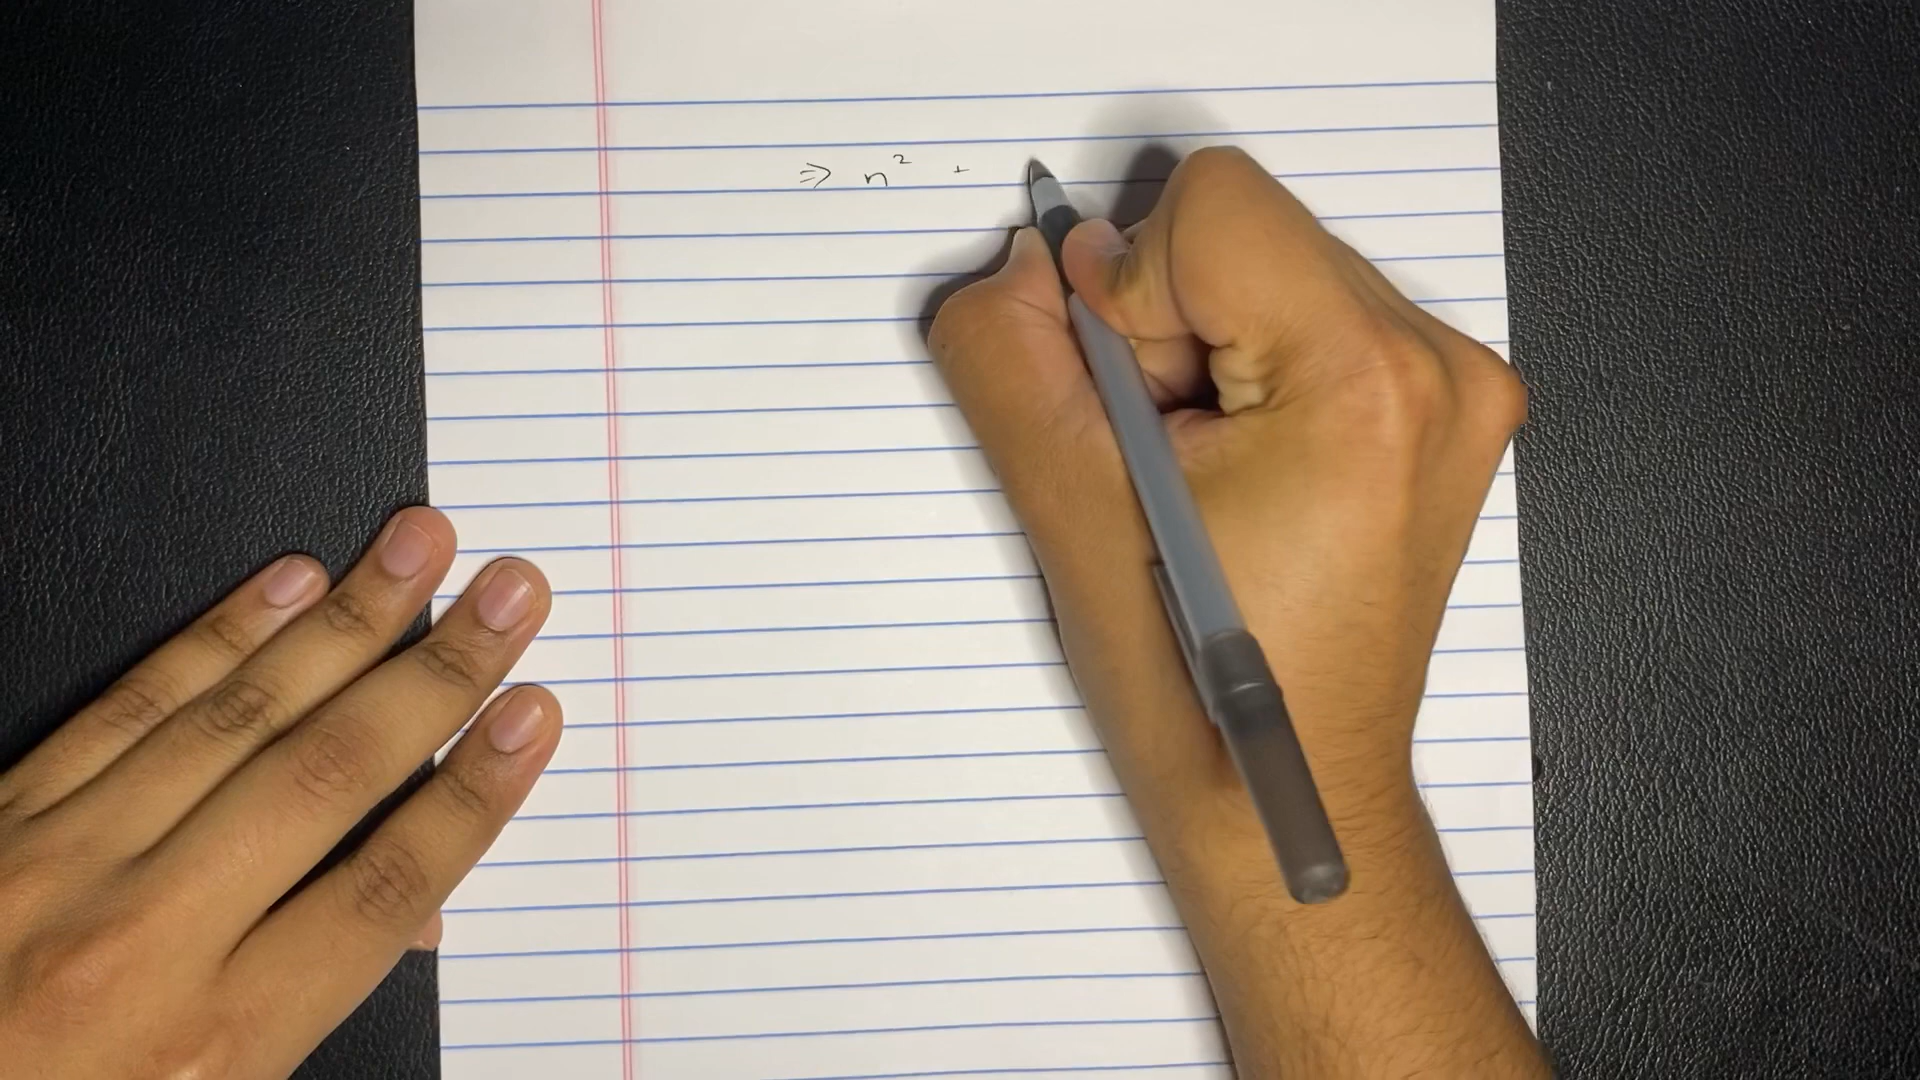 ⇒ n² +